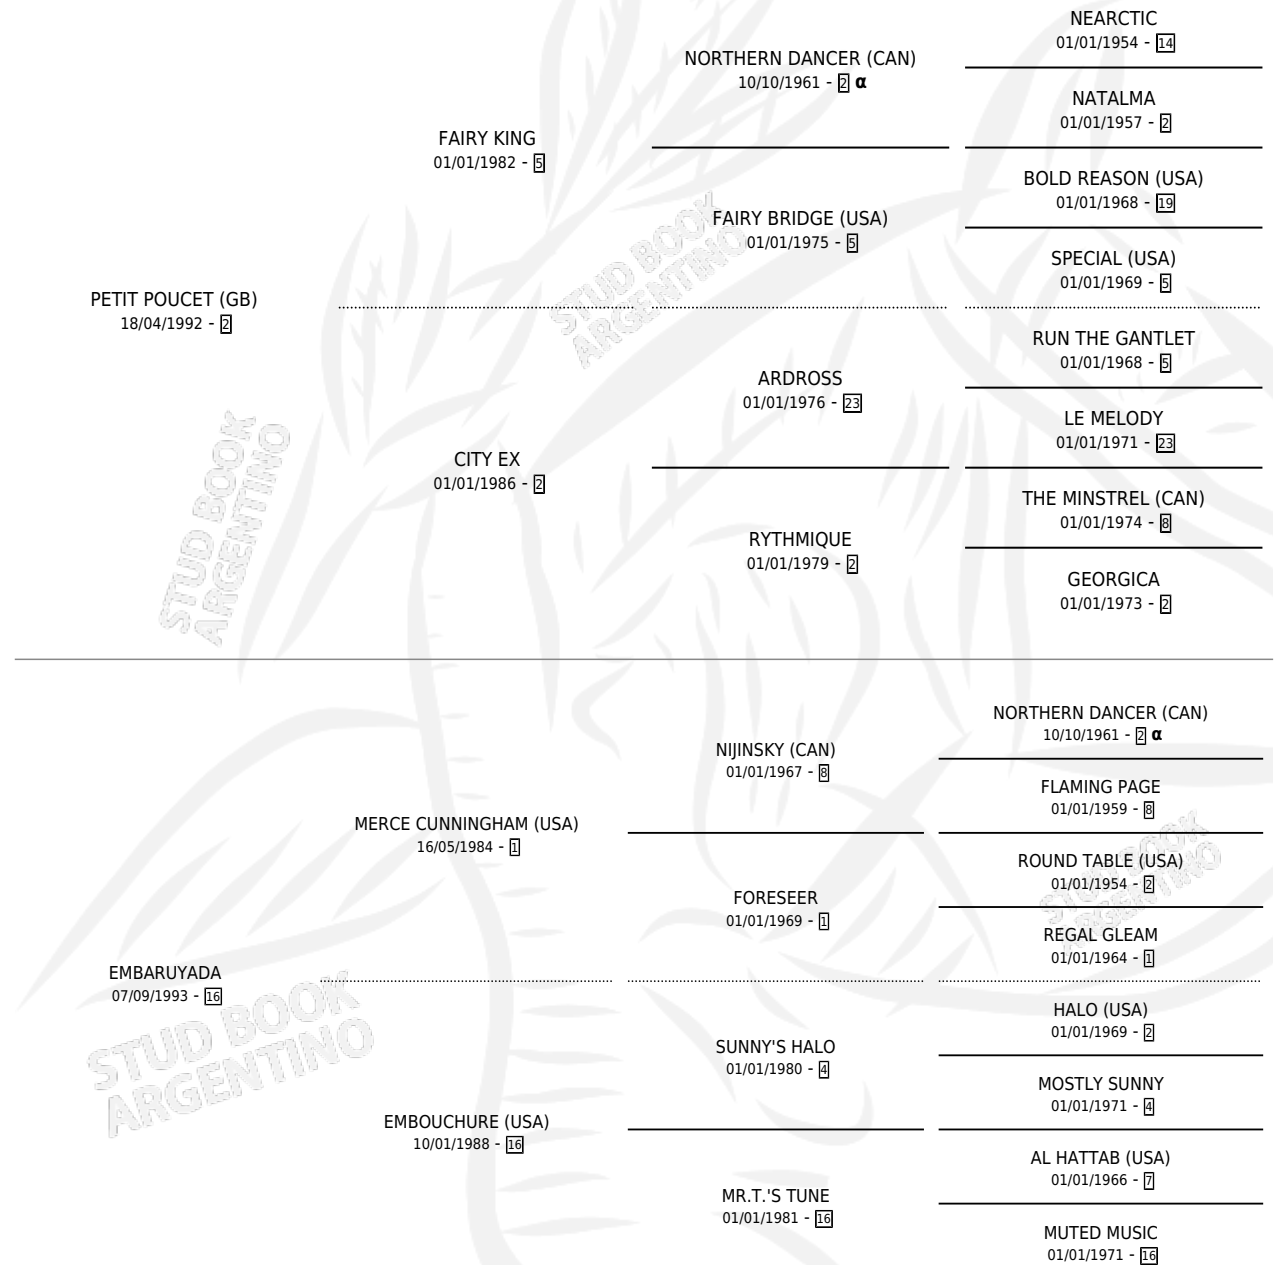 NEARCTIC
01/01/1954 - 14
NORTHERN DANCER (CAN)
10/10/1961 - 2 α
NATALMA
01/01/1957 - 2
FAIRY KING
01/01/1982 - 5
BOLD REASON (USA)
01/01/1968 - 19
FAIRY BRIDGE (USA)
01/01/1975 - 5
SPECIAL (USA)
01/01/1969 - 5
PETIT POUCET (GB)
18/04/1992 - 2
RUN THE GANTLET
01/01/1968 - 5
ARDROSS
01/01/1976 - 23
LE MELODY
01/01/1971 - 23
CITY EX
01/01/1986 - 2
THE MINSTREL (CAN)
01/01/1974 - 8
RYTHMIQUE
01/01/1979 - 2
GEORGICA
01/01/1973 - 2
NORTHERN DANCER (CAN)
10/10/1961 - 2 α
NIJINSKY (CAN)
01/01/1967 - 8
FLAMING PAGE
01/01/1959 - 8
MERCE CUNNINGHAM (USA)
16/05/1984 - 1
ROUND TABLE (USA)
01/01/1954 - 2
FORESEER
01/01/1969 - 1
REGAL GLEAM
01/01/1964 - 1
EMBARUYADA
07/09/1993 - 16
HALO (USA)
01/01/1969 - 2
SUNNY'S HALO
01/01/1980 - 4
MOSTLY SUNNY
01/01/1971 - 4
EMBOUCHURE (USA)
10/01/1988 - 16
AL HATTAB (USA)
01/01/1966 - 7
MR.T.'S TUNE
01/01/1981 - 16
MUTED MUSIC
01/01/1971 - 16
STUD BOOK
ARGENTINO
STUD BOOK
ARGENTINO
STUD BOOK
ARGENTINO
STUD BOOK
ARGENTINO